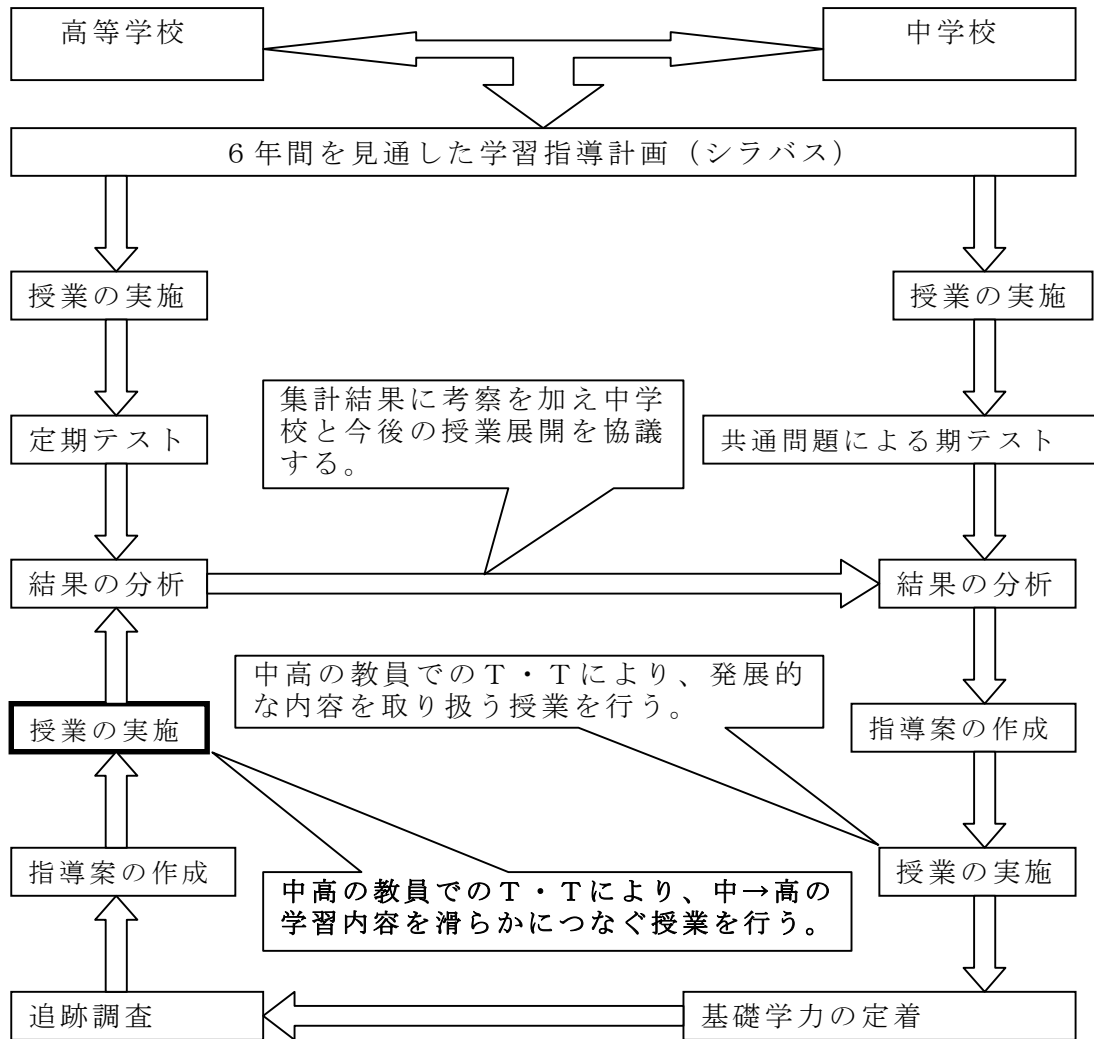 高等学校
中学校
6年間を見通した学習指導計画（シラバス）
授業の実施
授業の実施
集計結果に考察を加え中学
校と今後の授業展開を協議
する。
定期テスト
共通問題による期テスト
結果の分析
結果の分析
中高の教員でのT・Tにより、発展的
な内容を取り扱う授業を行う。
授業の実施
指導案の作成
指導案の作成
中高の教員でのT・Tにより、中→高の
学習内容を滑らかにつなぐ授業を行う。
授業の実施
追跡調査
基礎学力の定着